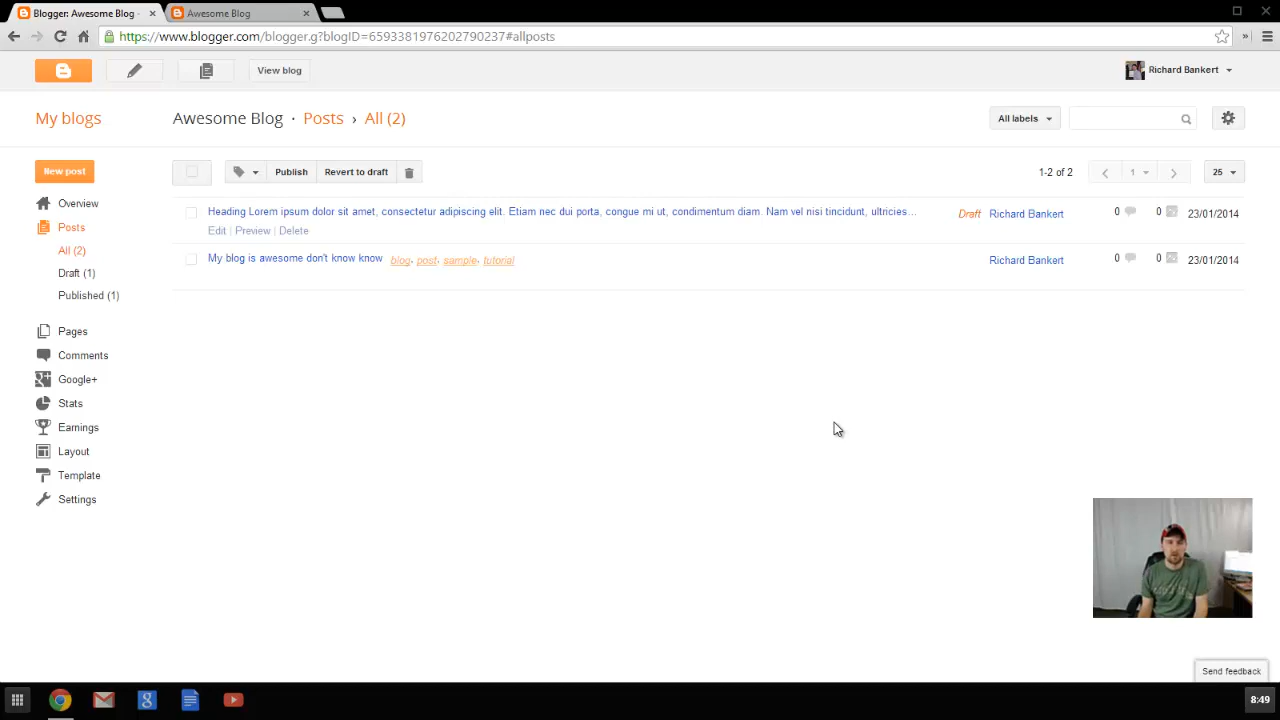 Blogger: Awesome Blog -
Awesome Blog
https://www.blogger.com/blogger.g?blogID=6593381976202790237#allposts
View blog
Richard Bankert
My blogs
Awesome Blog · Posts › All (2)
All labels
New post
Publish
Revert to draft
1-2 of 2
1
25
Overview
Posts
All (2)
Draft (1)
Published (1)
Pages
Comments
Google+
Stats
Earnings
Layout
Template
Settings
Heading Lorem ipsum dolor sit amet, consectetur adipiscing elit. Etiam nec dui porta, congue mi ut, condimentum diam. Nam vel nisi tincidunt, ultricies...
Draft
Richard Bankert
0
0
23/01/2014
Edit | Preview | Delete
My blog is awesome don't know know
blog, post, sample, tutorial
Richard Bankert
0
0
23/01/2014
Send feedback
8:49